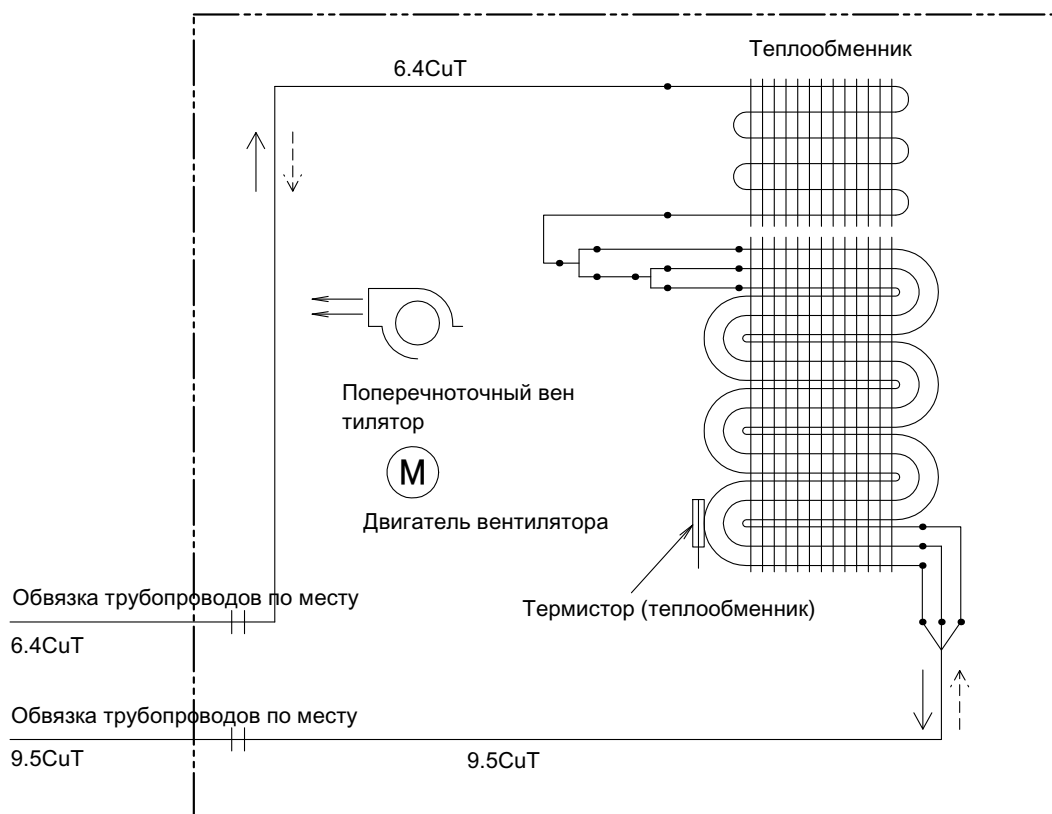 Теплообменник
6.4CuT
Поперечноточный вен
тилятор
M
Двигатель вентилятора
Обвязка трубопроводов по месту
Термистор (теплообменник)
6.4CuT
Обвязка трубопроводов по месту
9.5CuT
9.5CuT